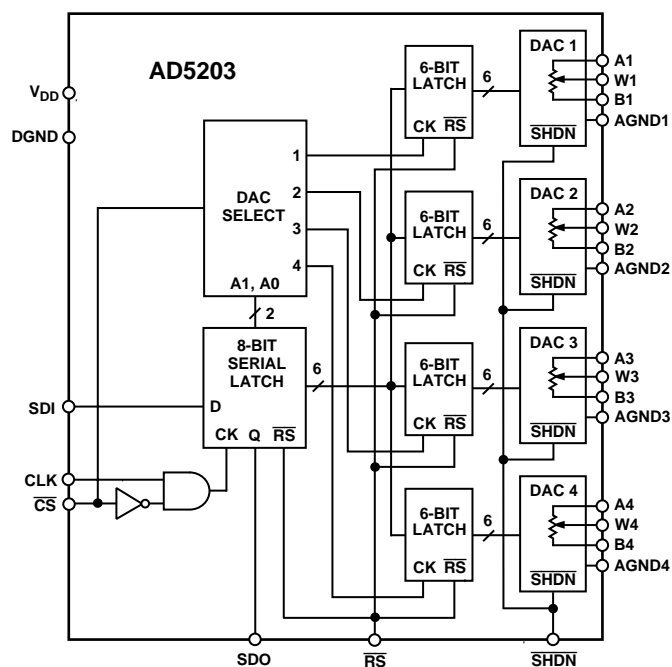 AD5203
VDD
DGND
SDI
CLK
CS
DAC
SELECT
1
2
3
4
A1, A0
2
8-BIT
SERIAL
LATCH
D
CK Q RS
6
6-BIT
LATCH
CK RS
6
DAC 1
SHDN
A1
W1
B1
AGND1
6-BIT
LATCH
CK RS
6
DAC 2
SHDN
A2
W2
B2
AGND2
6-BIT
LATCH
CK RS
6
DAC 3
SHDN
A3
W3
B3
AGND3
6-BIT
LATCH
CK RS
6
DAC 4
SHDN
A4
W4
B4
AGND4
SDO
RS
SHDN